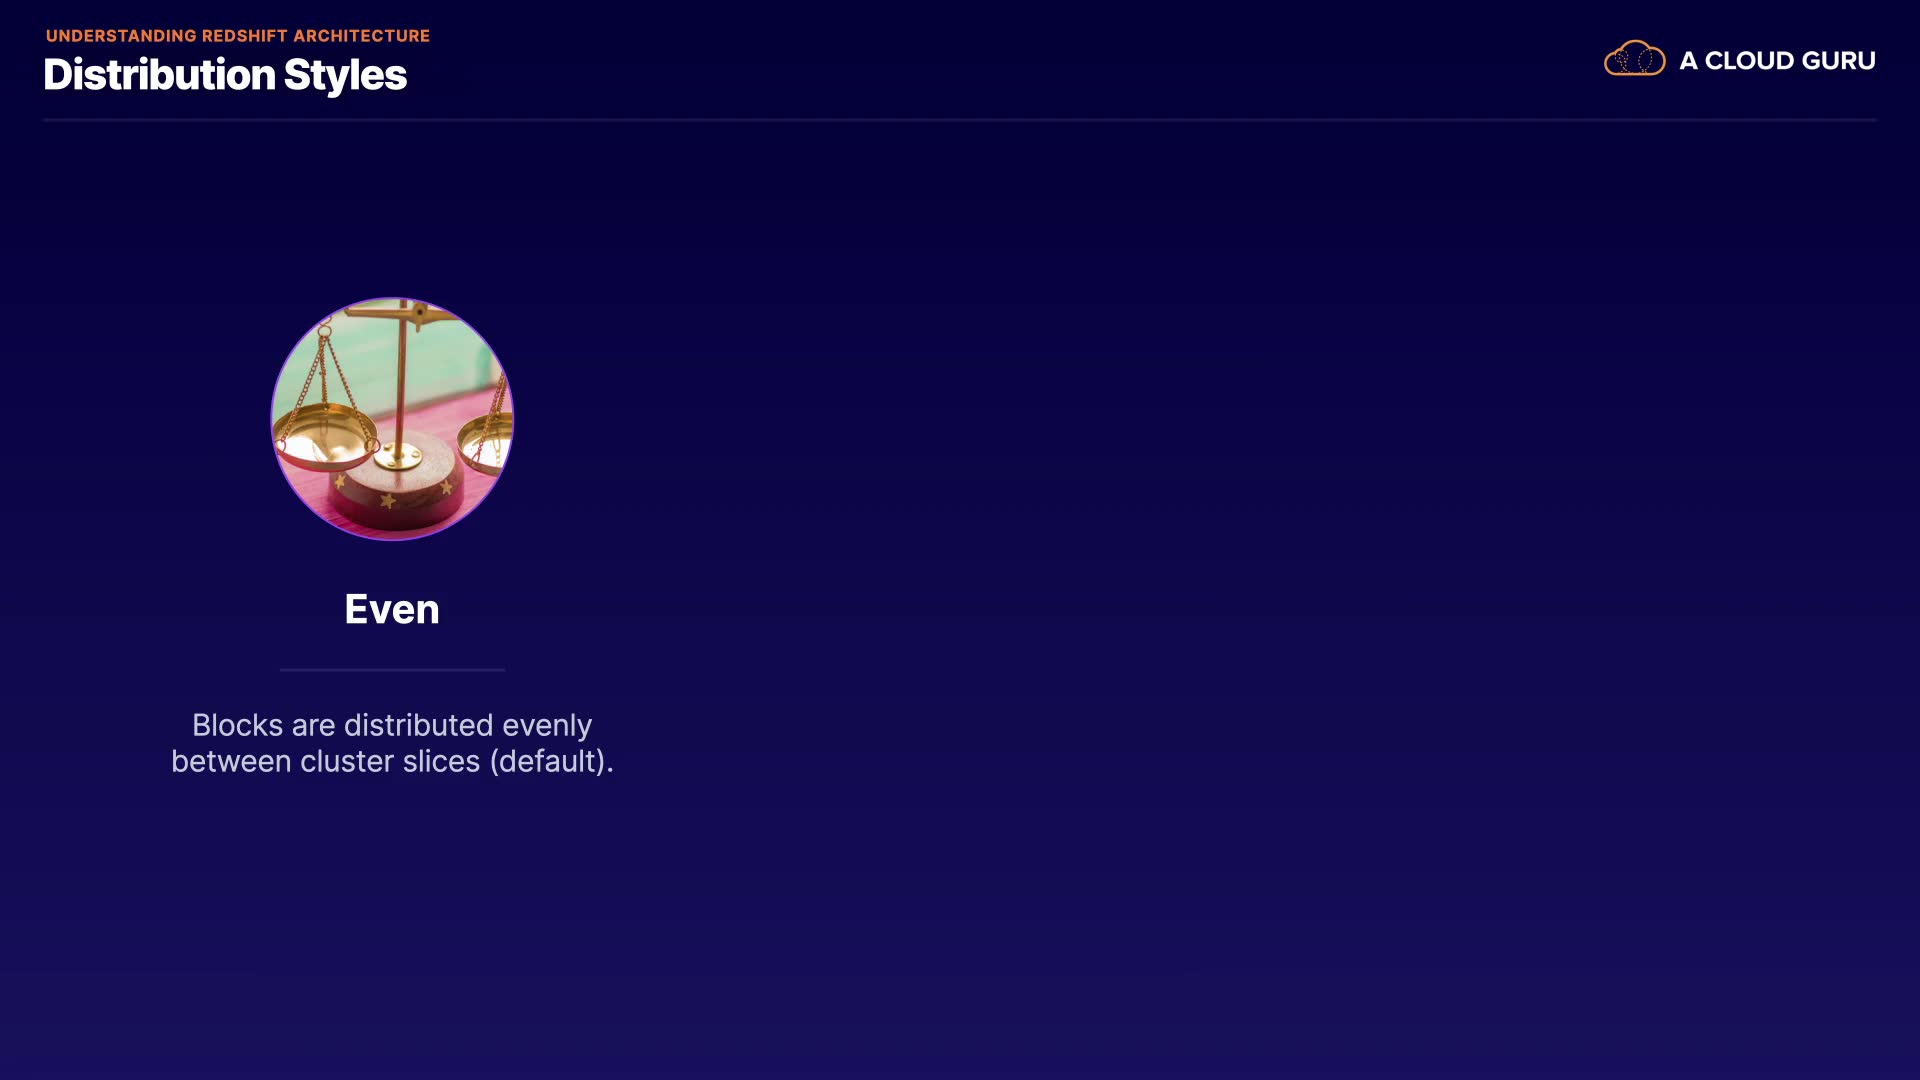 UNDERSTANDING REDSHIFT ARCHITECTURE
Distribution Styles
A CLOUD GURU
Even
Blocks are distributed evenly
between cluster slices (default).